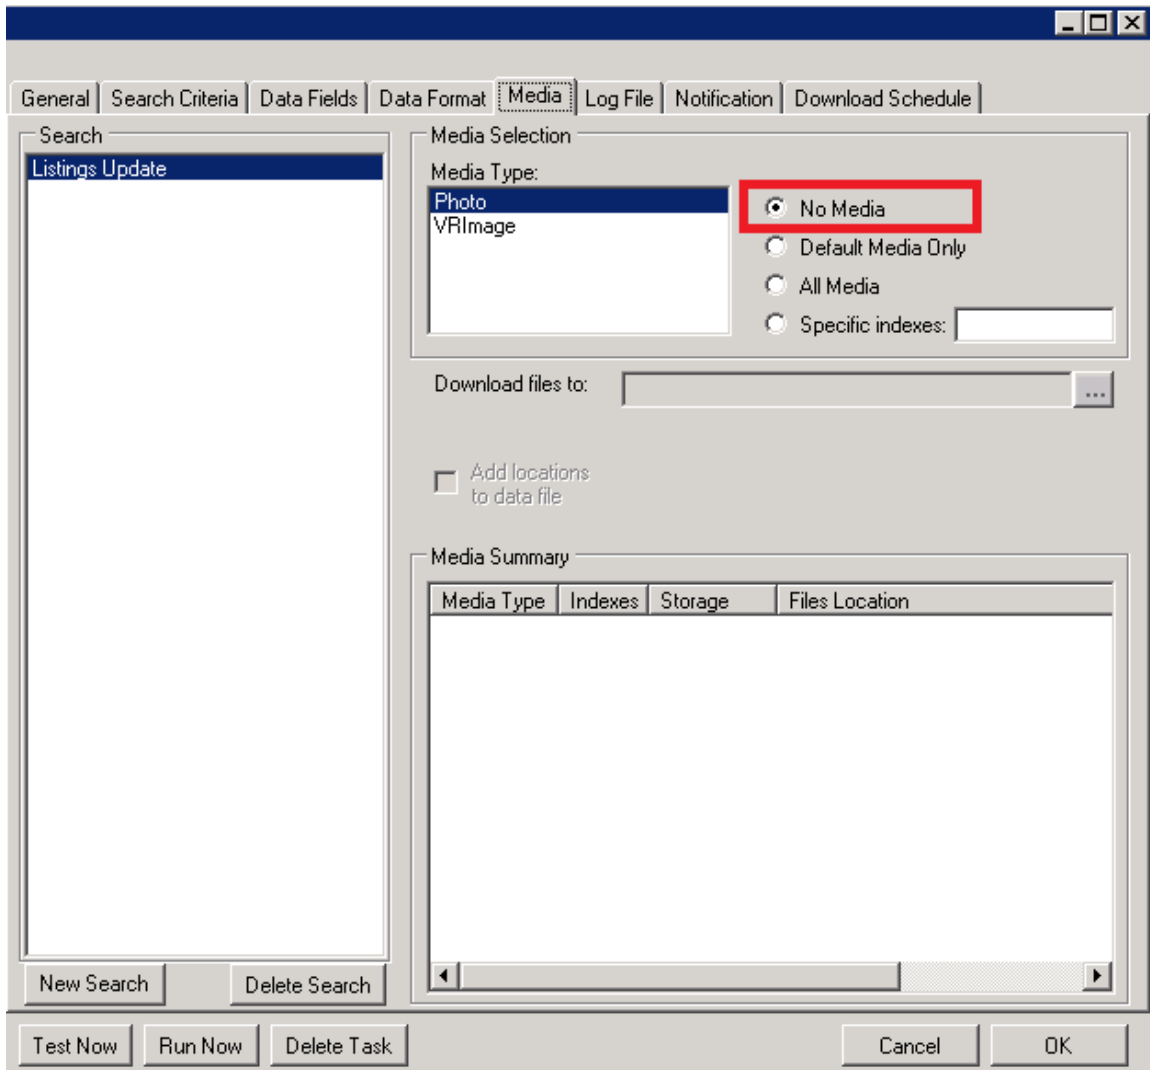 General Search Criteria Data Fields Data Format Media Log File Notification Download Schedule
Search
Listings Update
New Search Delete Search
Media Selection
Media Type:
Photo
VRImage
No Media
Default Media Only
All Media
Specific indexes:
Download files to:
...
Add locations
to data file
Media Summary
Media Type Indexes Storage Files Location
Test Now Run Now Delete Task Cancel OK